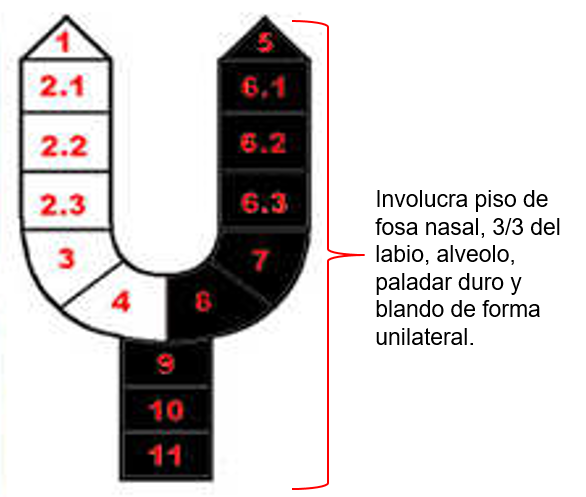 1 5
2.1 6.1
2.2 6.2
2.3 6.3
3 7
4 8
9
10
11
Involucra piso de
fosa nasal, 3/3 del
labio, alveolo,
paladar duro y
blando de forma
unilateral.